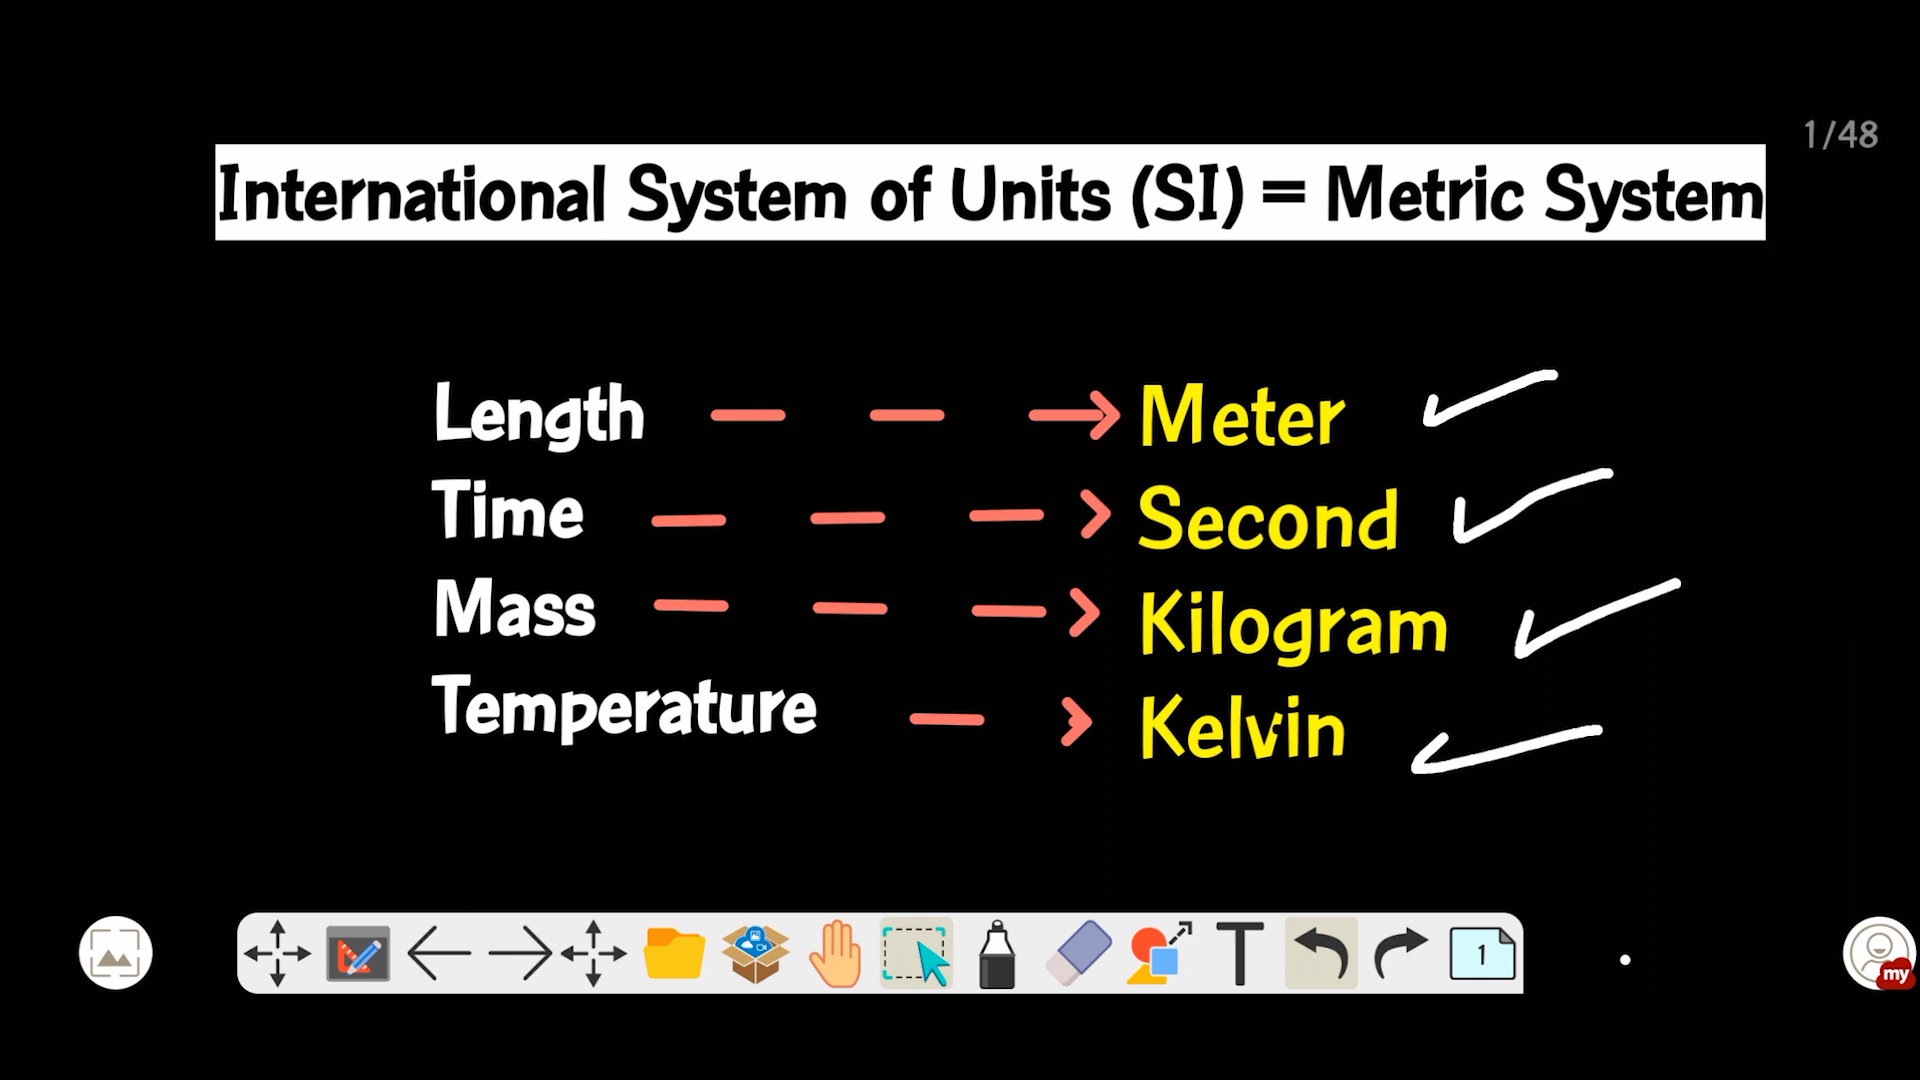 1/48
International System of Units (SI) = Metric System
Length Meter
Time Second
Mass Kilogram
Temperature Kelvin
T 1
my